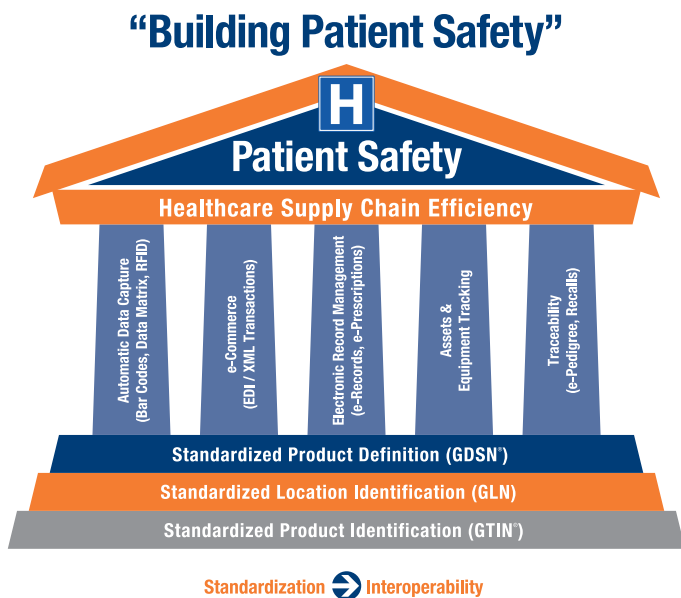 “Building Patient Safety”
H
Patient Safety
Healthcare Supply Chain Efficiency
Automatic Data Capture
(Bar Codes, Data Matrix, RFID)
e-Commerce
(EDI / XML Transactions)
Electronic Record Management
(e-Records, e-Prescriptions)
Assets &
Equipment Tracking
Traceability
(e-Pedigree, Recalls)
Standardized Product Definition (GDSN®)
Standardized Location Identification (GLN)
Standardized Product Identification (GTIN®)
Standardization Interoperability